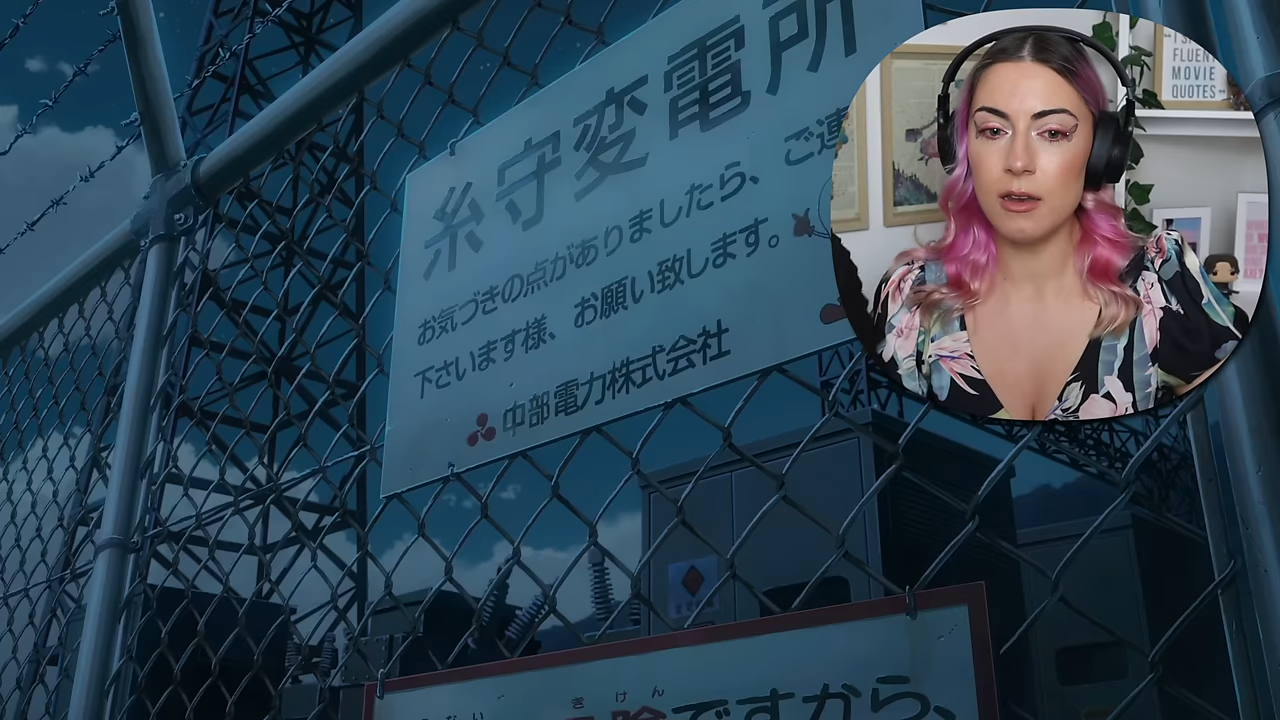 糸守変電所
お気づきの点がありましたら、ご連
下さいます様、お願い致します。
中部電力株式会社
きけん
険ですから、
FLUENT
MOVIE
QUOTES